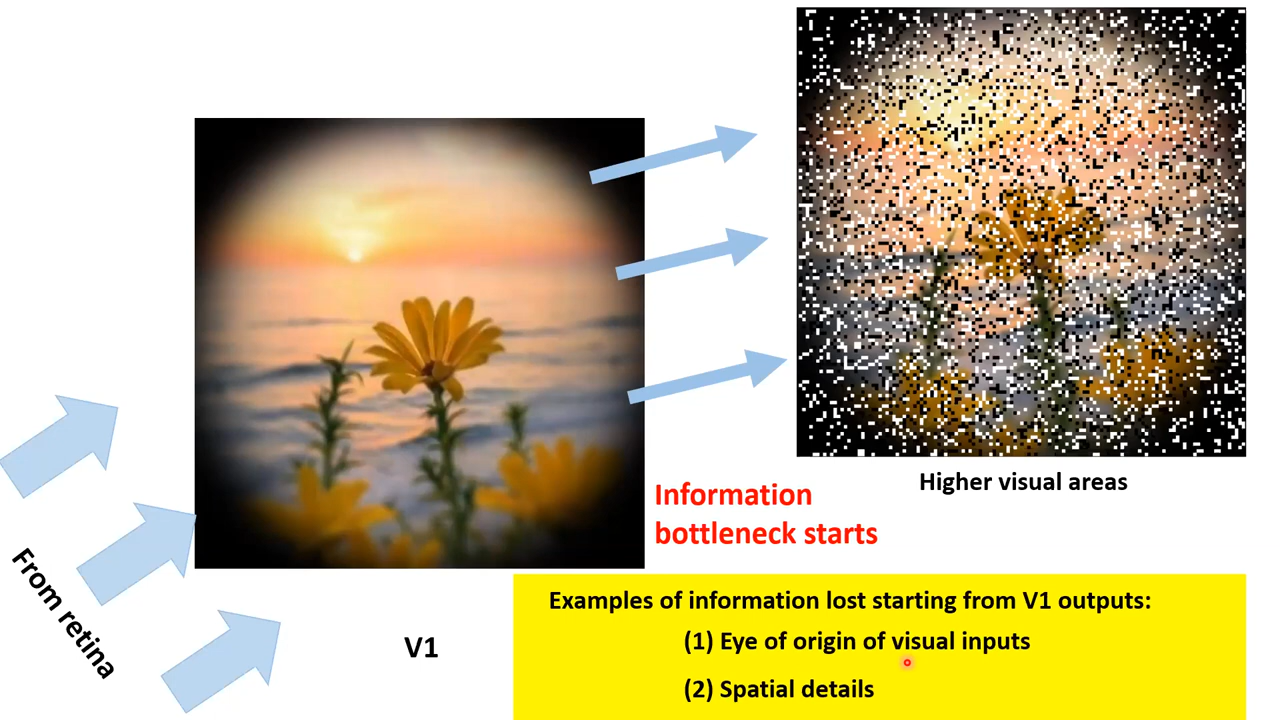 Higher visual areas
Information
bottleneck starts
From retina
V1
Examples of information lost starting from V1 outputs:
(1) Eye of origin of visual inputs
(2) Spatial details